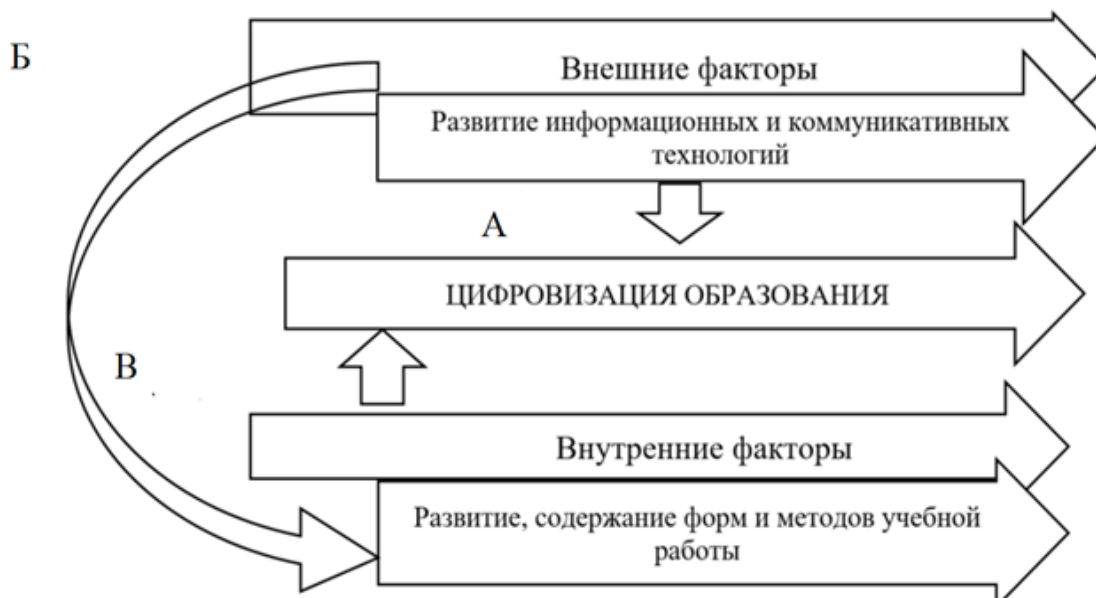 Б
Внешние факторы
Развитие информационных и коммуникативных
технологий
А
ЦИФРОВИЗАЦИЯ ОБРАЗОВАНИЯ
В
Внутренние факторы
Развитие, содержание форм и методов учебной
работы